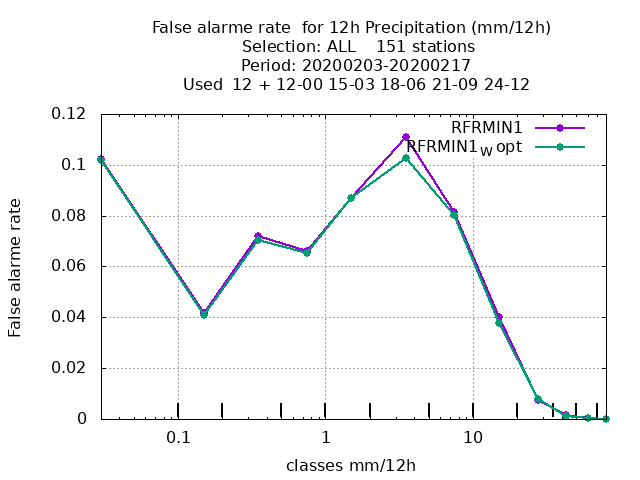 False alarme rate  for 12h Precipitation (mm/12h)
Selection: ALL    151 stations
Period: 20200203-20200217
Used  12 + 12-00 15-03 18-06 21-09 24-12
0.12
0.1
0.08
0.06
0.04
0.02
0
False alarme rate
RFRMIN1
RFRMIN1W opt
0.1
1
10
classes mm/12h